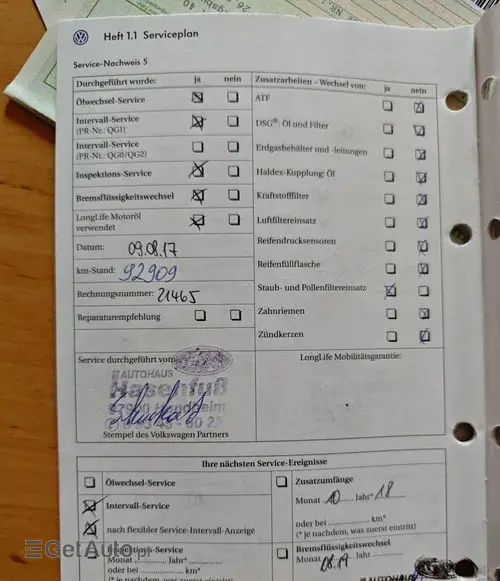 Heft 1.1 Serviceplan
Service-Nachweis 5
Durchgeführt wurde: ja nein
Ölwechsel-Service
Intervall-Service
(PR-Nr.: QG1)
Intervall-Service
(PR-Nr.: QG0/QG2)
Inspektions-Service
Bremsflüssigkeitswechsel
LongLife Motoröl
verwendet
Datum: 09.08.17
km-Stand: 92909
Rechnungsnummer: 21465
Reparaturempfehlung
Zusatzarbeiten – Wechsel von: ja nein
ATF
DSG®: Öl und Filter
Erdgasbehälter und -leitungen
Haldex-Kupplung: Öl
Kraftstofffilter
Luftfiltereinsatz
Reifendrucksensoren
Reifenfüllflasche
Staub- und Pollenfiltereinsatz
Zahnriemen
Zündkerzen
Service durchgeführt von:
AUTOHAUS
Hasenfuß
Stempel des Volkswagen Partners
LongLife Mobilitätsgarantie:
Ihre nächsten Service-Ereignisse
Ölwechsel-Service
Intervall-Service
nach flexibler Service-Intervall-Anzeige
Inspektions-Service
oder bei .......... km*
Zusatzumfänge
Monat 10 Jahr* 18
oder bei .......... km*
(* je nachdem, was zuerst eintritt)
Bremsflüssigkeitswechsel
Monat 08.19 Jahr
GetAuto.pl